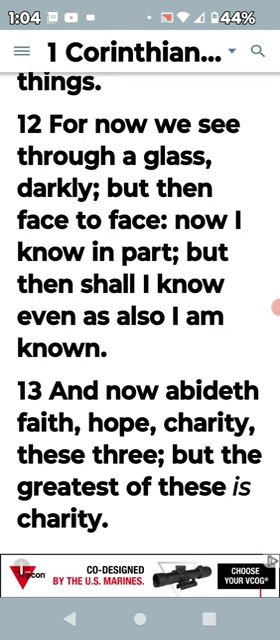 1:04 44%
1 Corinthian...
things.
12 For now we see
through a glass,
darkly; but then
face to face: now I
know in part; but
then shall I know
even as also I am
known.
13 And now abideth
faith, hope, charity,
these three; but the
greatest of these is
charity.
CO-DESIGNED
BY THE U.S. MARINES.
CHOOSE
YOUR VCOG®